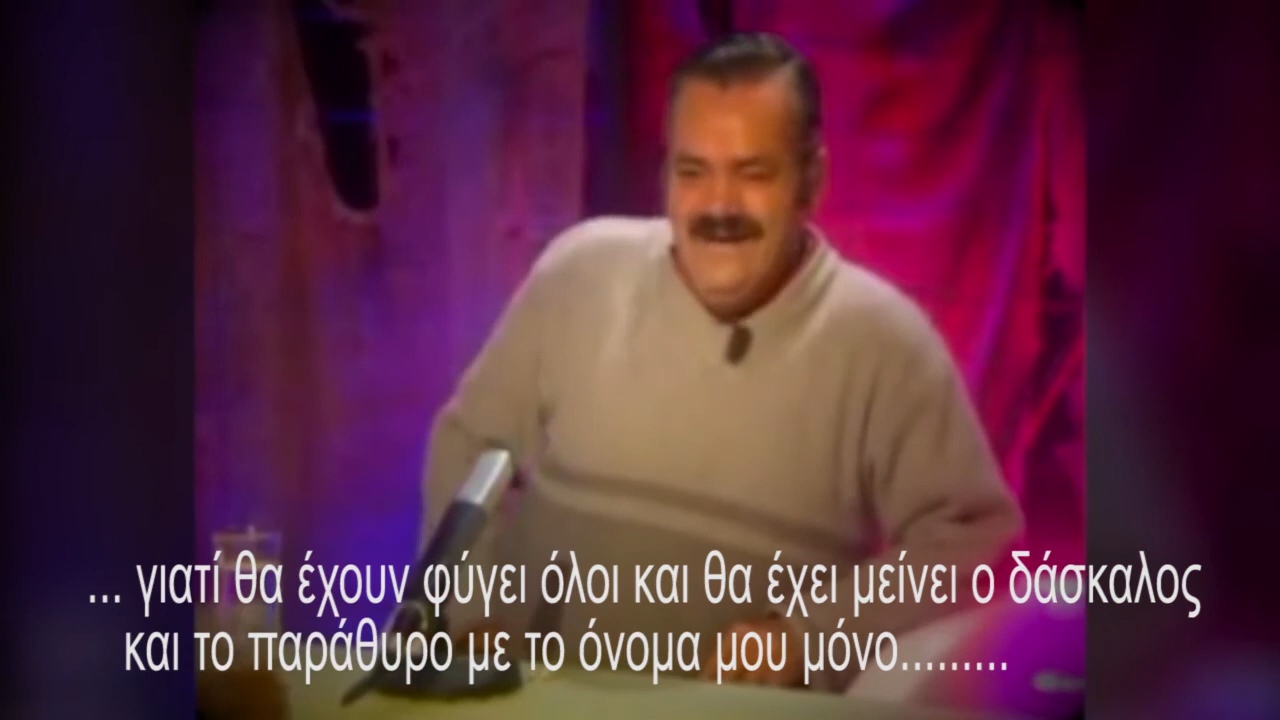 ... γιατί θα έχουν φύγει όλοι και θα έχει μείνει ο δάσκαλος
και το παράθυρο με το όνομα μου μόνο.........